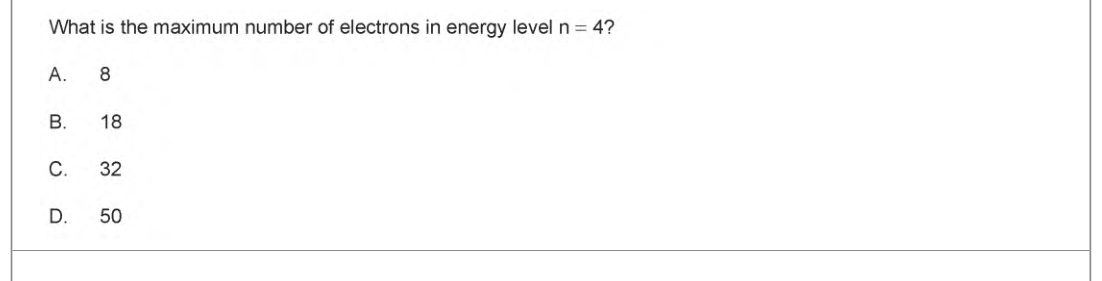 What is the maximum number of electrons in energy level n = 4?
A. 8
B. 18
C. 32
D. 50